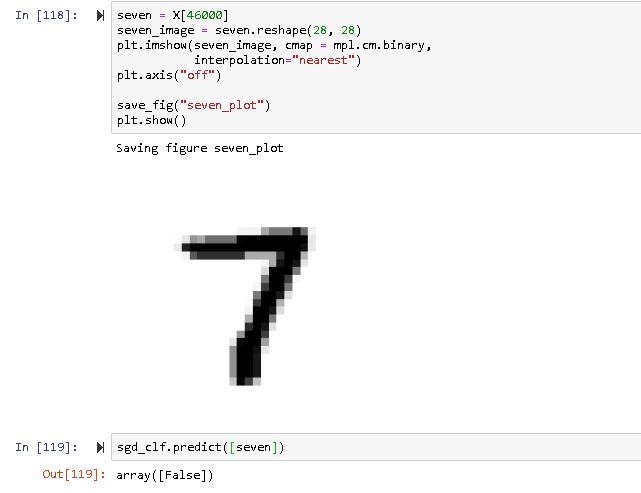 In [118]:
seven = X[46000]
seven_image = seven.reshape(28, 28)
plt.imshow(seven_image, cmap = mpl.cm.binary,
           interpolation="nearest")
plt.axis("off")

save_fig("seven_plot")
plt.show()
Saving figure seven_plot
7
In [119]:
sgd_clf.predict([seven])
Out[119]:
array([False])